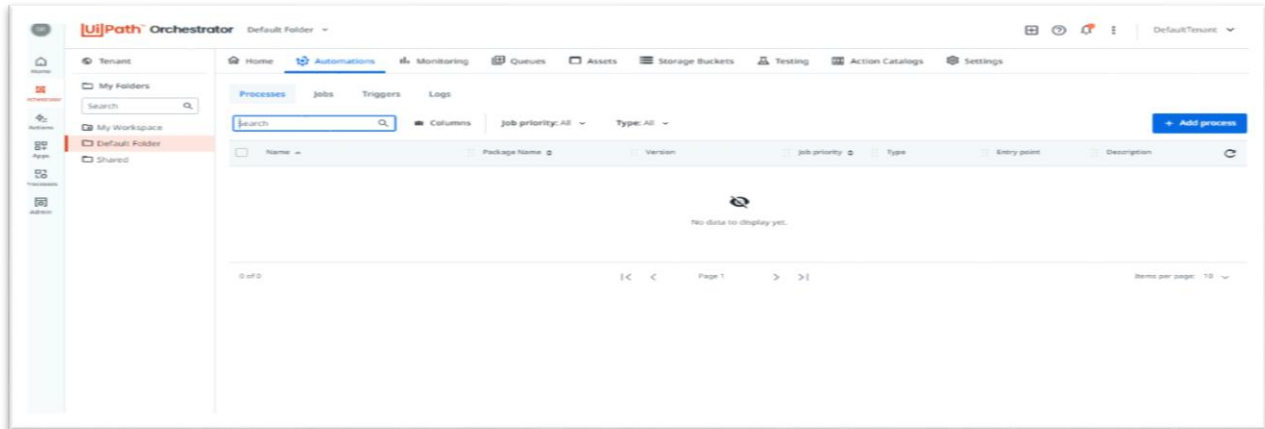 UiPath Orchestrator Default Folder DefaultTenant
Home
Orchestrator
Actions
Apps
Processes
Admin
Tenant
My Folders
Search
My Workspace
Default Folder
Shared
Home Automations Monitoring Queues Assets Storage Buckets Testing Action Catalogs Settings
Processes Jobs Triggers Logs
Search Columns Job priority: All Type: All + Add process
Name Package Name Version Job priority Type Entry point Description
No data to display yet.
0 of 0 Page 1 Items per page: 10